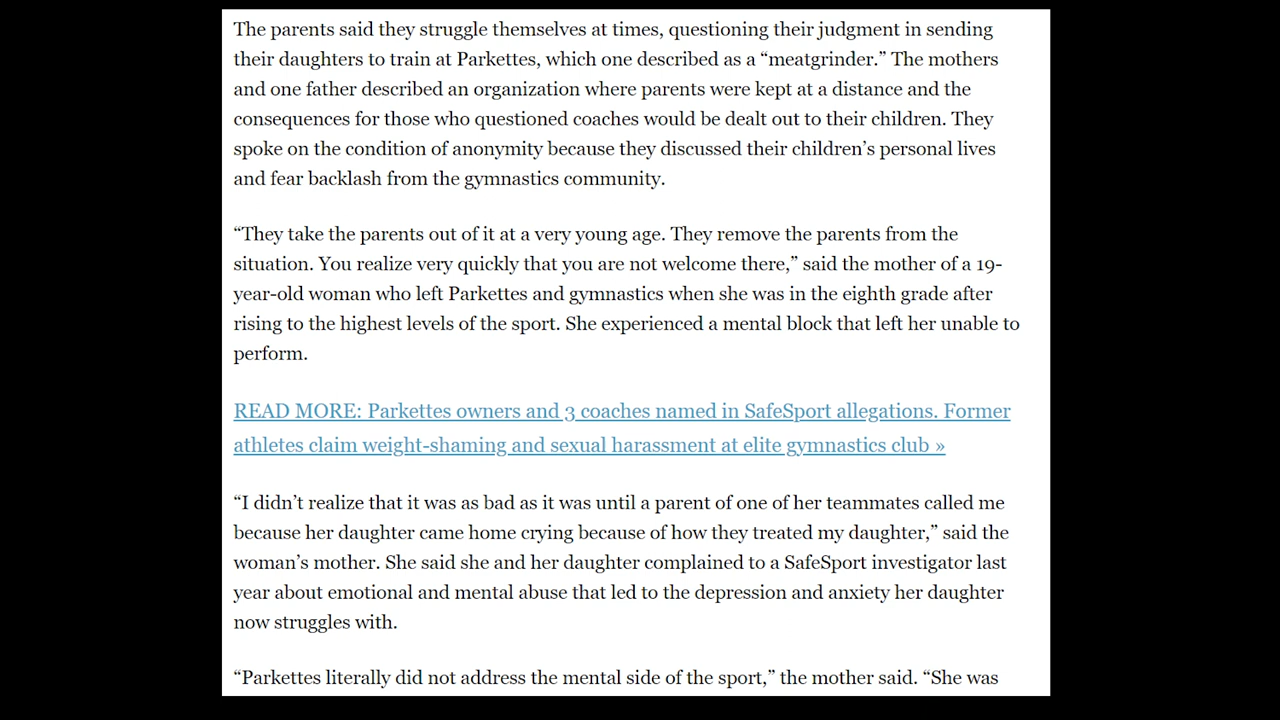 The parents said they struggle themselves at times, questioning their judgment in sending
their daughters to train at Parkettes, which one described as a “meatgrinder.” The mothers
and one father described an organization where parents were kept at a distance and the
consequences for those who questioned coaches would be dealt out to their children. They
spoke on the condition of anonymity because they discussed their children’s personal lives
and fear backlash from the gymnastics community.
“They take the parents out of it at a very young age. They remove the parents from the
situation. You realize very quickly that you are not welcome there,” said the mother of a 19-
year-old woman who left Parkettes and gymnastics when she was in the eighth grade after
rising to the highest levels of the sport. She experienced a mental block that left her unable to
perform.
READ MORE: Parkettes owners and 3 coaches named in SafeSport allegations. Former
athletes claim weight-shaming and sexual harassment at elite gymnastics club »
“I didn’t realize that it was as bad as it was until a parent of one of her teammates called me
because her daughter came home crying because of how they treated my daughter,” said the
woman’s mother. She said she and her daughter complained to a SafeSport investigator last
year about emotional and mental abuse that led to the depression and anxiety her daughter
now struggles with.
“Parkettes literally did not address the mental side of the sport,” the mother said. “She was